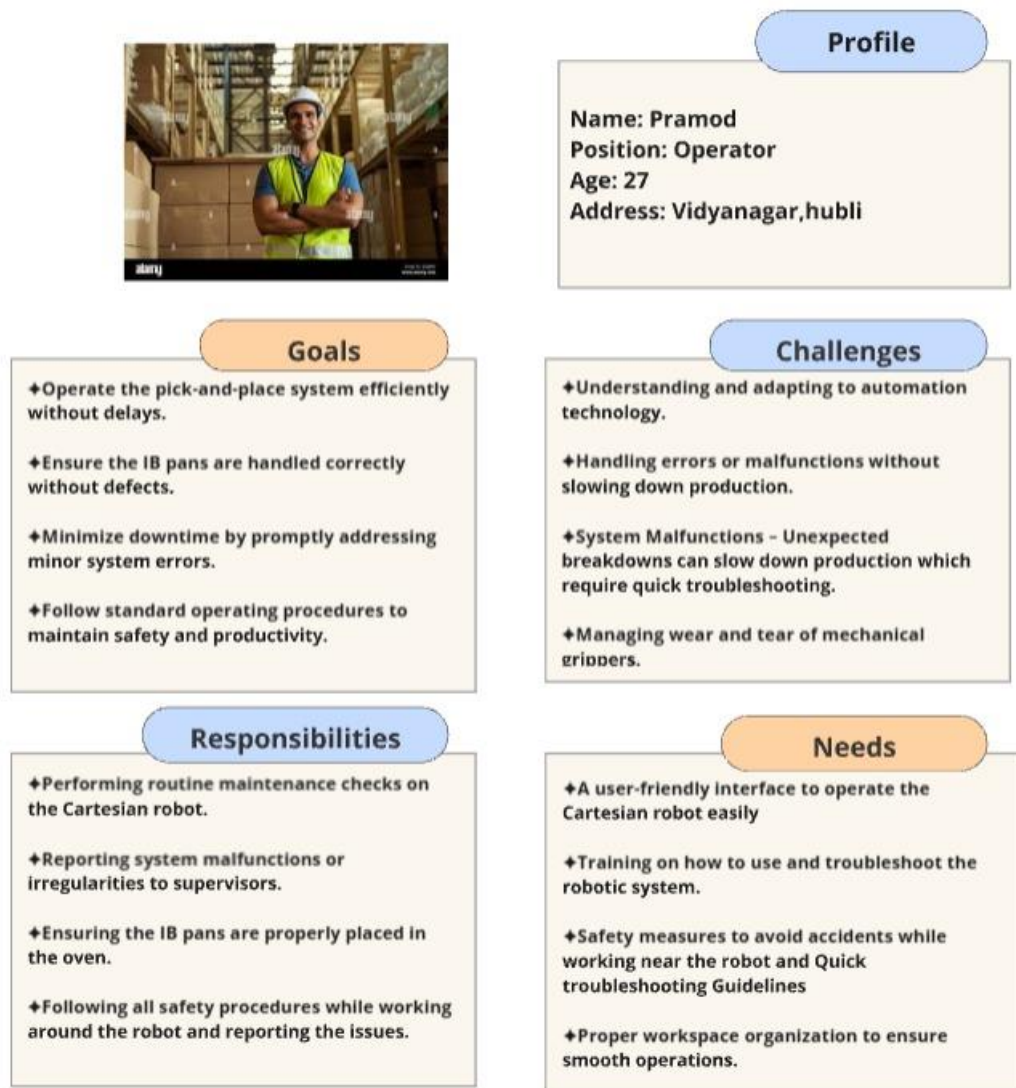 alamy
Profile
Name: Pramod
Position: Operator
Age: 27
Address: Vidyanagar,hubli
Goals
✦Operate the pick-and-place system efficiently
without delays.
✦Ensure the IB pans are handled correctly
without defects.
✦Minimize downtime by promptly addressing
minor system errors.
✦Follow standard operating procedures to
maintain safety and productivity.
Challenges
✦Understanding and adapting to automation
technology.
✦Handling errors or malfunctions without
slowing down production.
✦System Malfunctions – Unexpected
breakdowns can slow down production which
require quick troubleshooting.
✦Managing wear and tear of mechanical
grippers.
Responsibilities
✦Performing routine maintenance checks on
the Cartesian robot.
✦Reporting system malfunctions or
irregularities to supervisors.
✦Ensuring the IB pans are properly placed in
the oven.
✦Following all safety procedures while working
around the robot and reporting the issues.
Needs
✦A user-friendly interface to operate the
Cartesian robot easily
✦Training on how to use and troubleshoot the
robotic system.
✦Safety measures to avoid accidents while
working near the robot and Quick
troubleshooting Guidelines
✦Proper workspace organization to ensure
smooth operations.